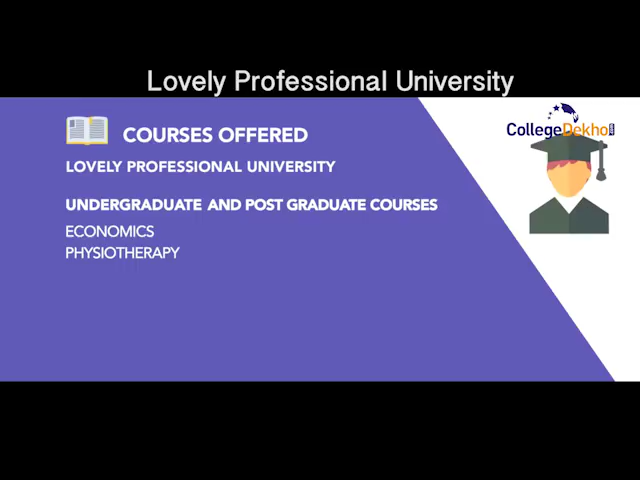 Lovely Professional University
CollegeDekho
COURSES OFFERED
LOVELY PROFESSIONAL UNIVERSITY
UNDERGRADUATE AND POST GRADUATE COURSES
ECONOMICS
PHYSIOTHERAPY